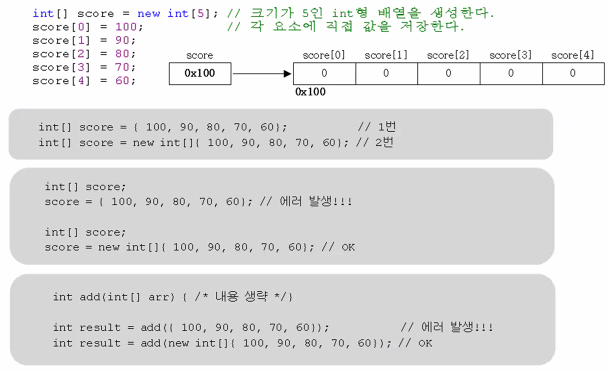 int[] score = new int[5]; // 크기가 5인 int형 배열을 생성한다.
score[0] = 100; // 각 요소에 직접 값을 저장한다.
score[1] = 90;
score[2] = 80;
score[3] = 70;
score[4] = 60;
score score[0] score[1] score[2] score[3] score[4]
0x100 0 0 0 0 0
0x100
int[] score = { 100, 90, 80, 70, 60}; // 1번
int[] score = new int[]{ 100, 90, 80, 70, 60}; // 2번
int[] score;
score = { 100, 90, 80, 70, 60}; // 에러 발생!!!
int[] score;
score = new int[]{ 100, 90, 80, 70, 60}; // OK
int add(int[] arr) { /* 내용 생략 */}
int result = add({ 100, 90, 80, 70, 60}); // 에러 발생!!!
int result = add(new int[]{ 100, 90, 80, 70, 60}); // OK